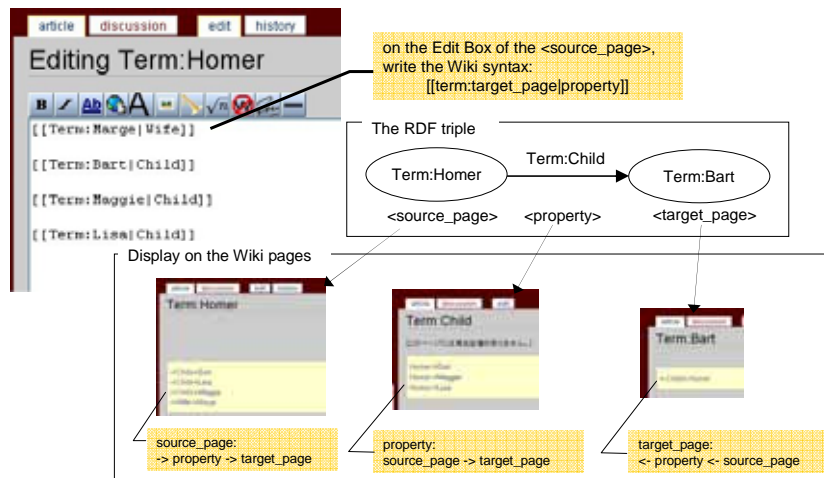 article discussion edit history
Editing Term:Homer
[[Term:Marge|Wife]]
[[Term:Bart|Child]]
[[Term:Maggie|Child]]
[[Term:Lisa|Child]]
on the Edit Box of the <source_page>,
write the Wiki syntax:
[[term:target_page|property]]
The RDF triple
Term:Homer
Term:Child
Term:Bart
<source_page>
<property>
<target_page>
Display on the Wiki pages
Term:Homer
Term:Child
Term:Bart
source_page:
-> property -> target_page
property:
source_page -> target_page
target_page:
<- property <- source_page